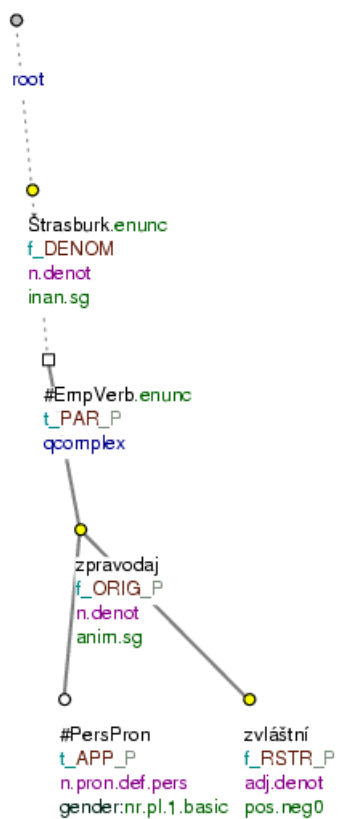 root
Štrasburk.enunc
f_DENOM
n.denot
inan.sg
#EmpVerb.enunc
t_PAR_P
qcomplex
zpravodaj
f_ORIG_P
n.denot
anim.sg
#PersPron
t_APP_P
n.pron.def.pers
gender:nr.pl.1.basic
zvláštní
f_RSTR_P
adj.denot
pos.neg0